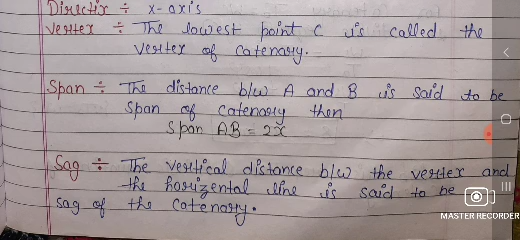 Directix ÷ x-axis
Vertex ÷ The lowest point C is called the
vertex of catenary.
Span ÷ The distance b/w A and B is said to be
span of catenary then
Span AB = 2x
Sag ÷ The vertical distance b/w the vertex and
the horizental line is said to be
sag of the catenary.
MASTER RECORDER